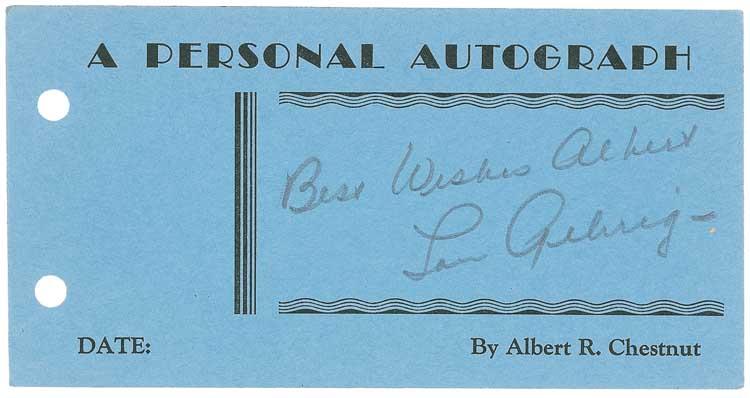 A PERSONAL AUTOGRAPH
Best Wishes Albert
Lou Gehrig
DATE:
By Albert R. Chestnut